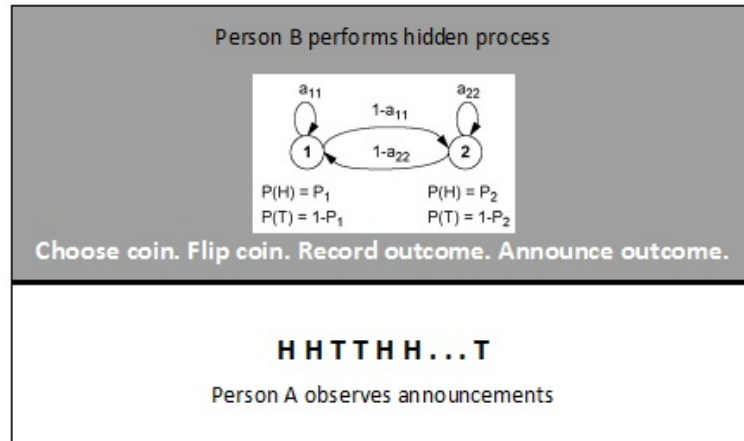 Person B performs hidden process
a₁₁ a₂₂
1-a₁₁
1 1-a₂₂ 2
P(H) = P₁ P(H) = P₂
P(T) = 1-P₁ P(T) = 1-P₂
Choose coin. Flip coin. Record outcome. Announce outcome.
H H T T H H . . . T
Person A observes announcements